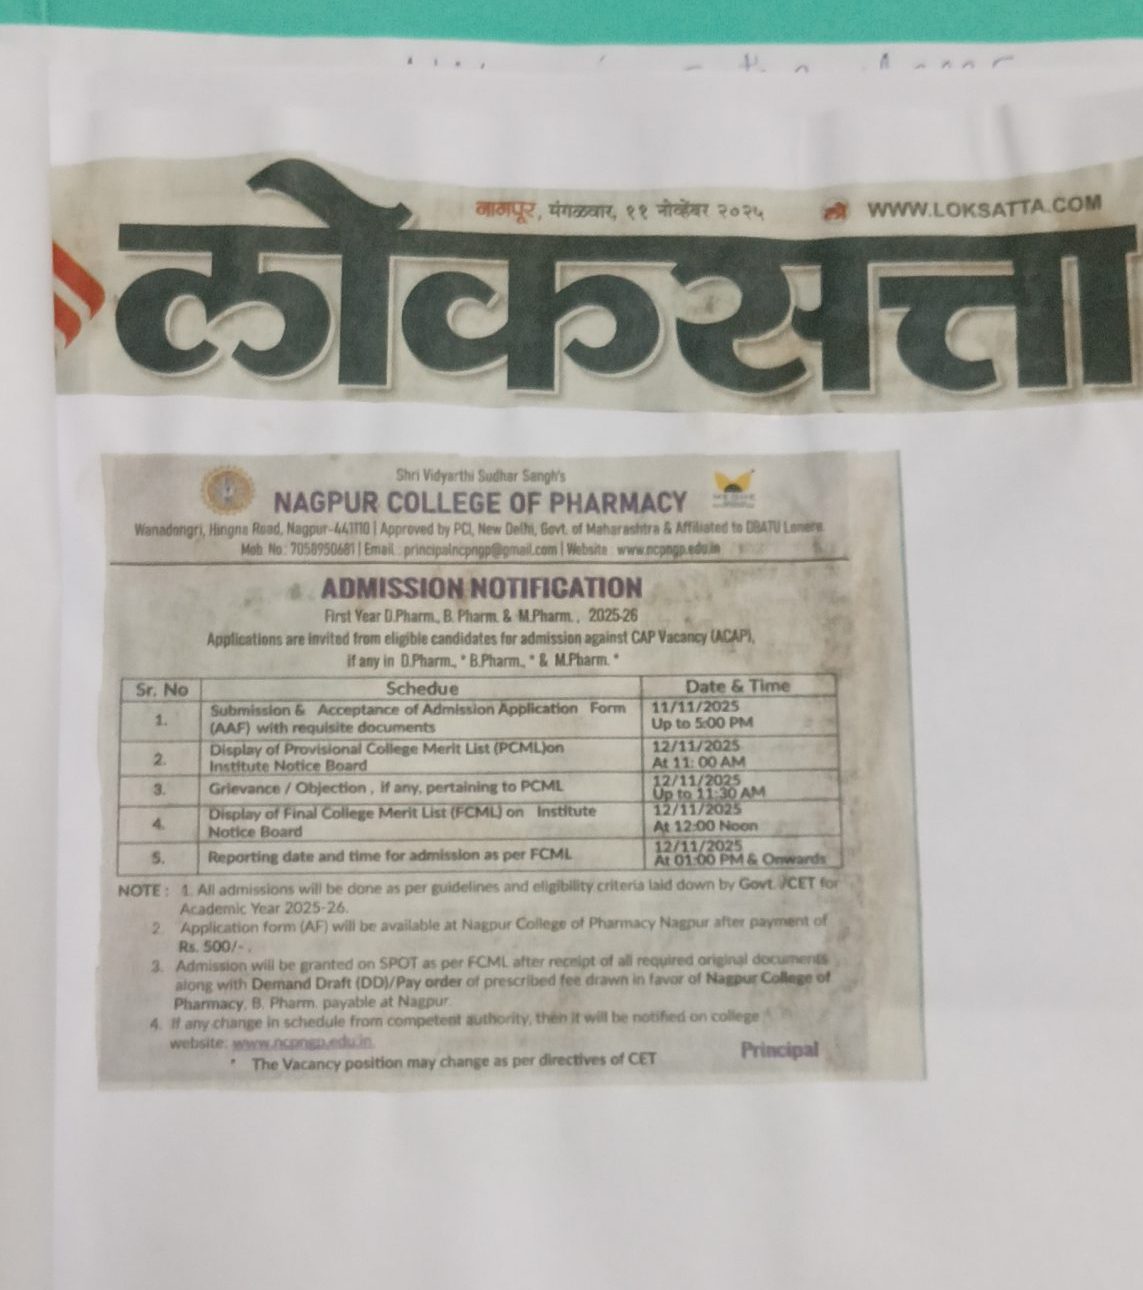 नागपूर, मंगळवार, ११ नोव्हेंबर २०२५ WWW.LOKSATTA.COM
लोकसत्ता
Shri Vidyarthi Sudhar Sangh's
NAGPUR COLLEGE OF PHARMACY
Wanadongri, Hingna Road, Nagpur-441110 | Approved by PCI, New Delhi, Govt. of Maharashtra & Affiliated to DBATU Lonere.
Mob. No.: 7058950681 | Email : principalncpngp@gmail.com | Website : www.ncpngp.edu.in
ADMISSION NOTIFICATION
First Year D.Pharm., B. Pharm. & M.Pharm. , 2025-26
Applications are invited from eligible candidates for admission against CAP Vacancy (ACAP),
if any in D.Pharm., * B.Pharm., * & M.Pharm. *
Sr. No Schedue Date & Time
1. Submission & Acceptance of Admission Application Form 11/11/2025
(AAF) with requisite documents Up to 5:00 PM
2. Display of Provisional College Merit List (PCML)on 12/11/2025
Institute Notice Board At 11: 00 AM
3. Grievance / Objection , if any, pertaining to PCML 12/11/2025
Up to 11:30 AM
4. Display of Final College Merit List (FCML) on Institute 12/11/2025
Notice Board At 12:00 Noon
5. Reporting date and time for admission as per FCML 12/11/2025
At 01:00 PM & Onwards
NOTE : 1. All admissions will be done as per guidelines and eligibility criteria laid down by Govt. /CET for
Academic Year 2025-26.
2. Application form (AF) will be available at Nagpur College of Pharmacy Nagpur after payment of
Rs. 500/- .
3. Admission will be granted on SPOT as per FCML after receipt of all required original documents
along with Demand Draft (DD)/Pay order of prescribed fee drawn in favor of Nagpur College of
Pharmacy, B. Pharm. payable at Nagpur.
4. If any change in schedule from competent authority, then it will be notified on college
website: www.ncpngp.edu.in.
* The Vacancy position may change as per directives of CET Principal